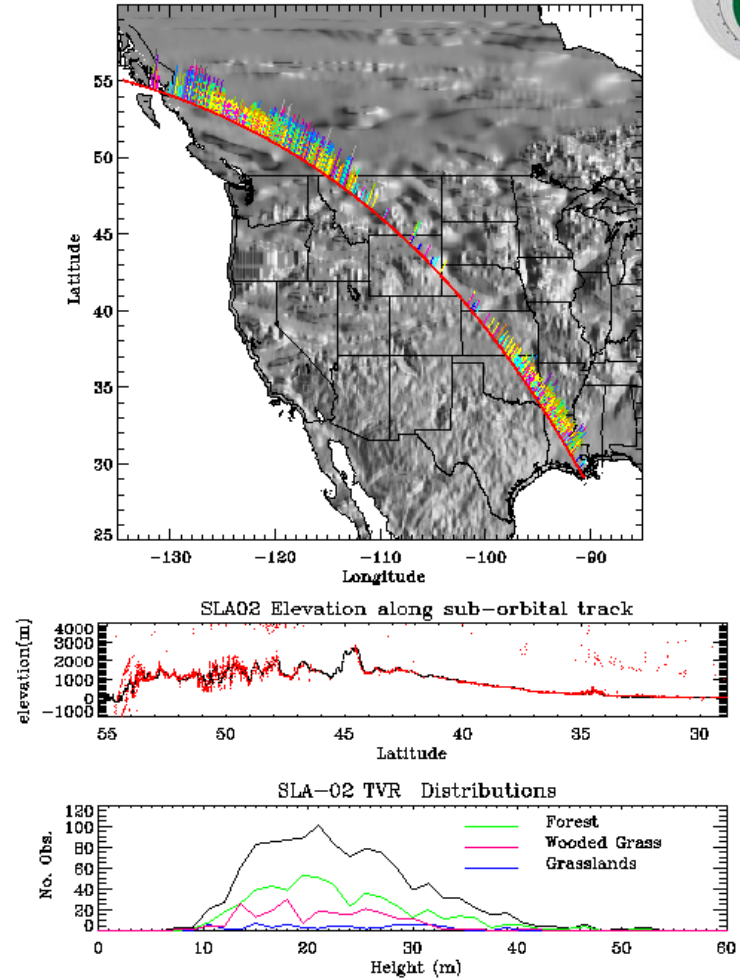 55
50
45
40
35
30
25
Latitude
-130 -120 -110 -100 -90
Longitude
SLA02 Elevation along sub-orbital track
4000
3000
2000
1000
0
-1000
elevation(m)
55 50 45 40 35 30
Latitude
SLA-02 TVR Distributions
120
100
80
60
40
20
0
No. Obs.
Forest
Wooded Grass
Grasslands
0 10 20 30 40 50 60
Height (m)